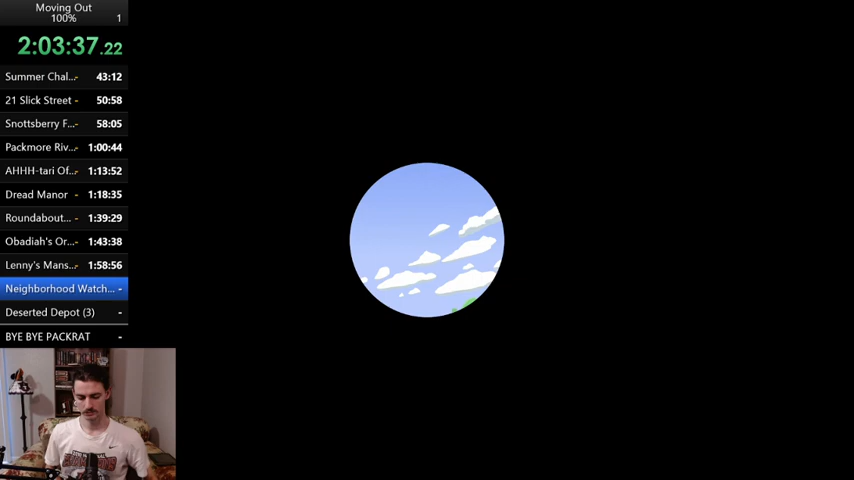 Moving Out
100% 1
2:03:37.22
Summer Chal... - 43:12
21 Slick Street - 50:58
Snottsberry F... - 58:05
Packmore Riv... - 1:00:44
AHHH-tari Of... - 1:13:52
Dread Manor - 1:18:35
Roundabout... - 1:39:29
Obadiah's Or... - 1:43:38
Lenny's Mans... - 1:58:56
Neighborhood Watch... -
Deserted Depot (3) -
BYE BYE PACKRAT -